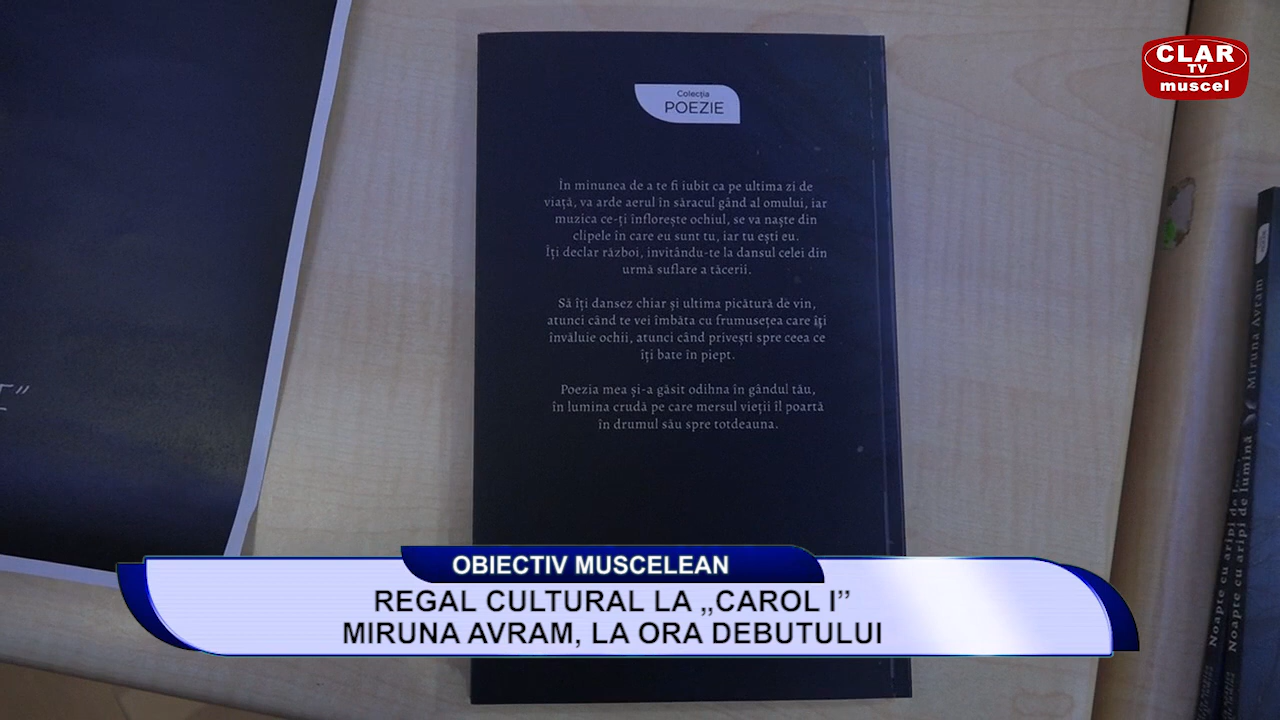 CLAR
TV
muscel
Colecția
POEZIE
În minunea de a te fi iubit ca pe ultima zi de
viață, va arde aerul în săracul gând al omului, iar
muzica ce-ți înflorește ochiul, se va naște din
clipele în care eu sunt tu, iar tu ești eu.
Îți declar război, invitându-te la dansul celei din
urmă suflare a tăcerii.
Să îți dansez chiar și ultima picătură de vin,
atunci când te vei îmbăta cu frumusețea care îți
învăluie ochii, atunci când privești spre ceea ce
îți bate în piept.
Poezia mea și-a găsit odihna în gândul tău,
în lumina crudă pe care mersul vieții îl poartă
în drumul său spre totdeauna.
Noapte cu aripi de
Noapte cu aripi de lumină Miruna Avram
OBIECTIV MUSCELEAN
REGAL CULTURAL LA „CAROL I”
MIRUNA AVRAM, LA ORA DEBUTULUI